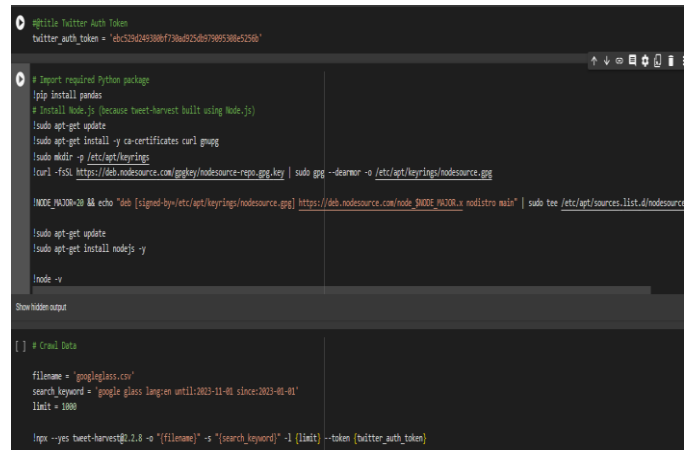 #@title Twitter Auth Token
twitter_auth_token = 'ebc529d249380bf730ad925db979095308e5256b'
# Import required Python package
!pip install pandas
# Install Node.js (because tweet-harvest built using Node.js)
!sudo apt-get update
!sudo apt-get install -y ca-certificates curl gnupg
!sudo mkdir -p /etc/apt/keyrings
!curl -fsSL https://deb.nodesource.com/gpgkey/nodesource-repo.gpg.key | sudo gpg --dearmor -o /etc/apt/keyrings/nodesource.gpg
!NODE_MAJOR=20 && echo "deb [signed-by=/etc/apt/keyrings/nodesource.gpg] https://deb.nodesource.com/node_$NODE_MAJOR.x nodistro main" | sudo tee /etc/apt/sources.list.d/nodesource
!sudo apt-get update
!sudo apt-get install nodejs -y
!node -v
Show hidden output
[ ] # Crawl Data
filename = 'googleglass.csv'
search_keyword = 'google glass lang:en until:2023-11-01 since:2023-01-01'
limit = 1000
!npx --yes tweet-harvest@2.2.8 -o "{filename}" -s "{search_keyword}" -l {limit} --token {twitter_auth_token}